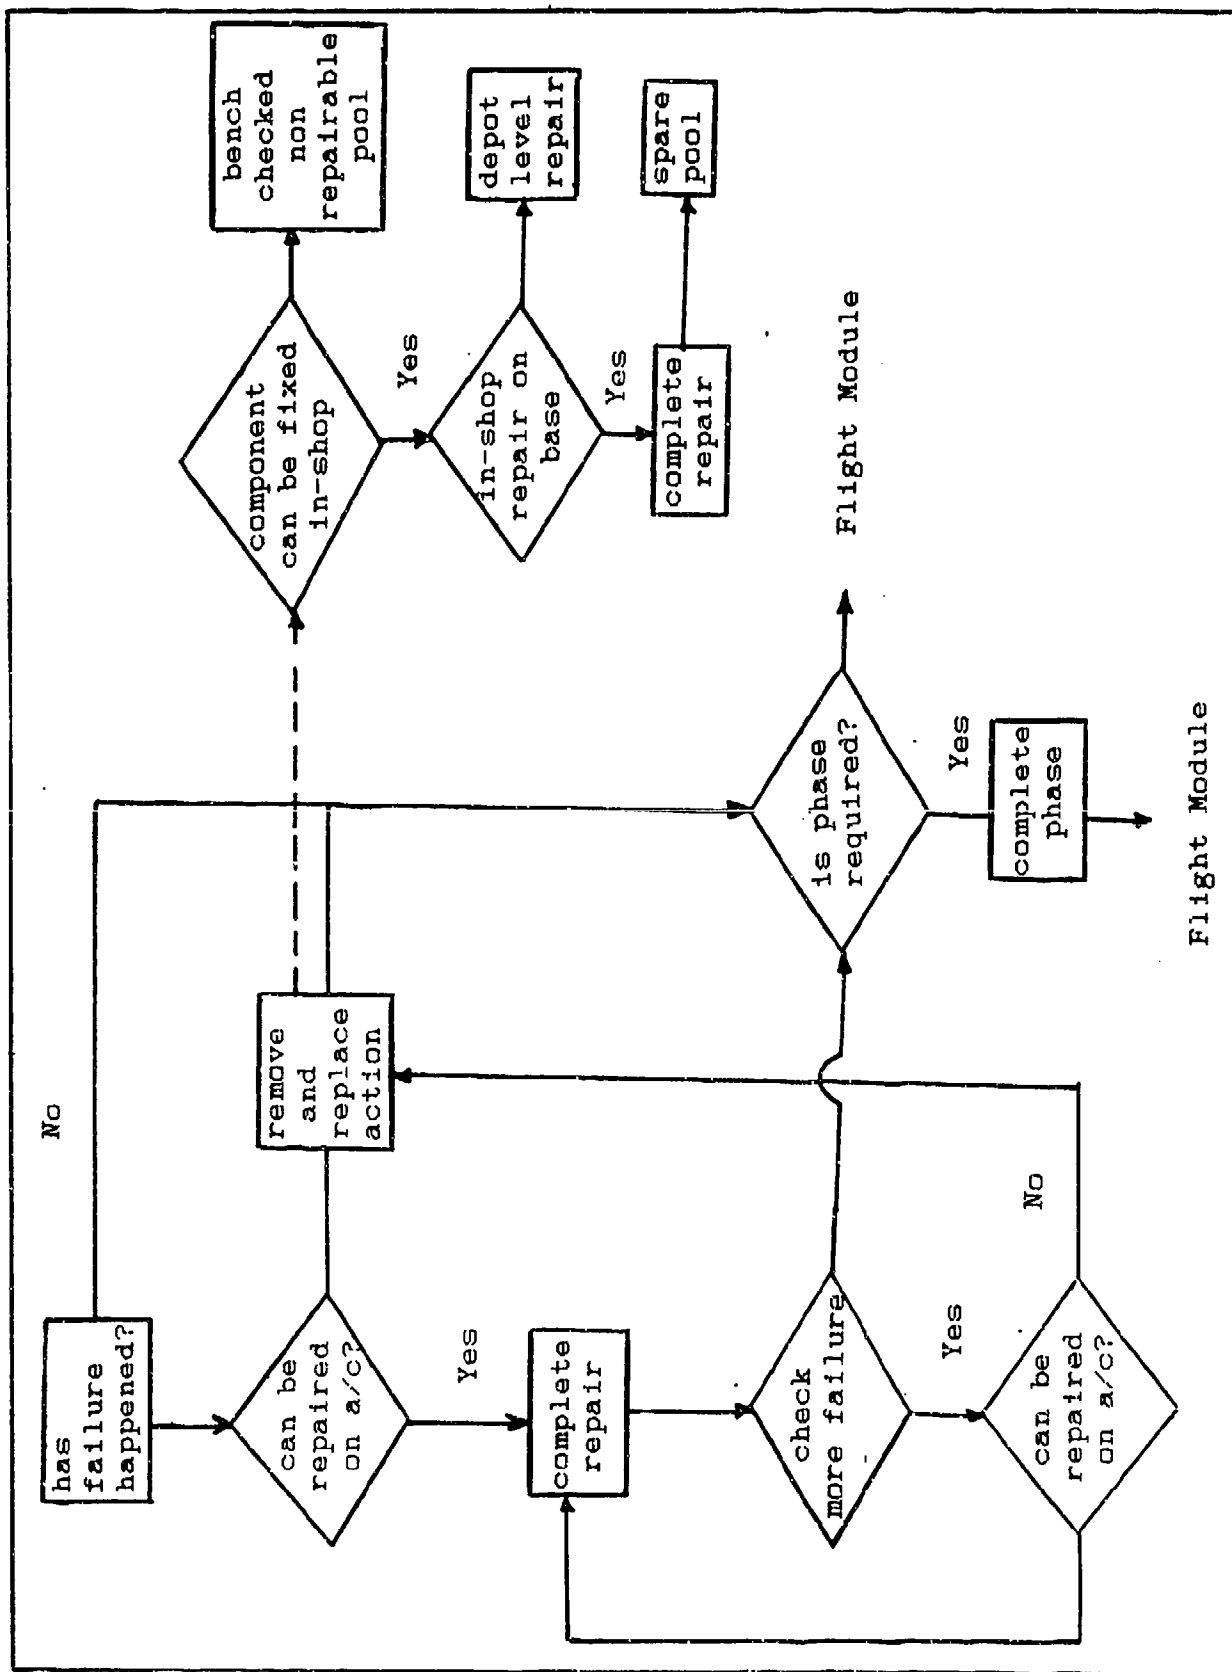 has
failure
happened?
No
can be
repaired
on a/c?
Yes
remove
and
replace
action
component
can be fixed
in-shop
Yes
bench
checked
non
repairable
pool
in-shop
repair on
base
Yes
depot
level
repair
complete
repair
spare
pool
complete
repair
check
more failure
Yes
can be
repaired
on a/c?
No
is phase
required?
Yes
Flight Module
complete
phase
Flight Module